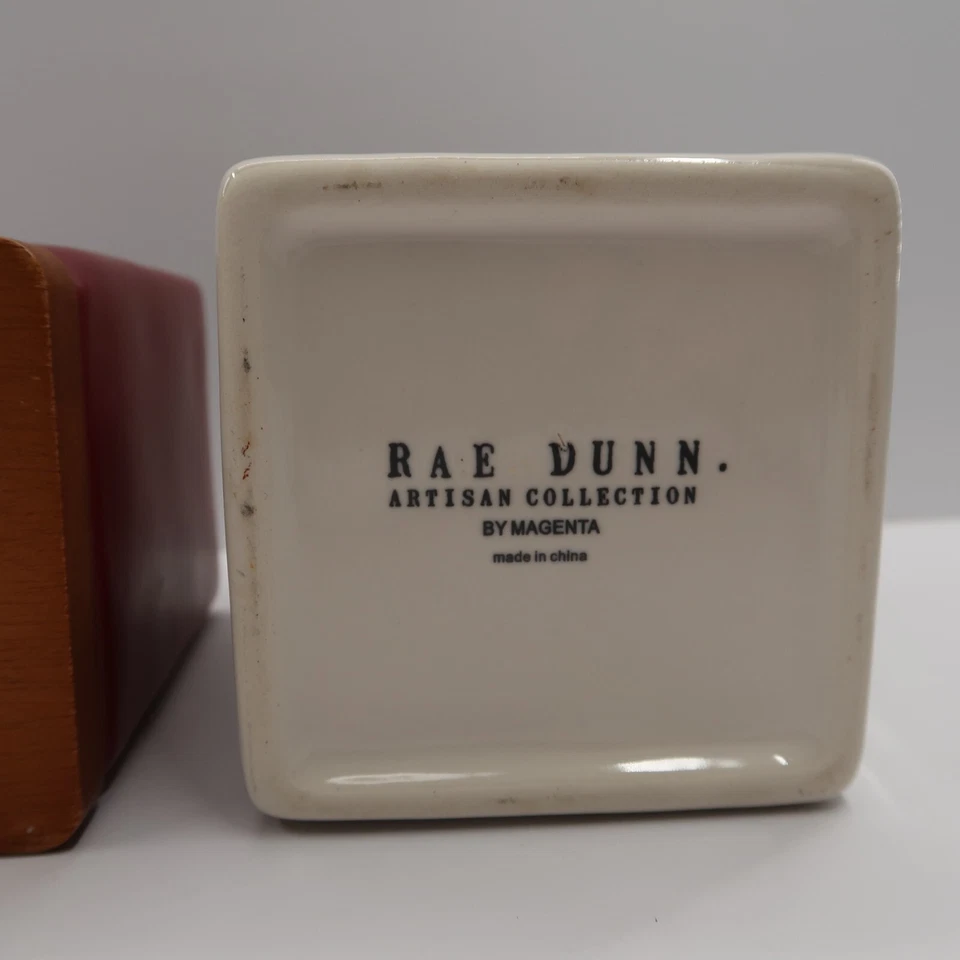 RAE DUNN.
ARTISAN COLLECTION
BY MAGENTA
made in china